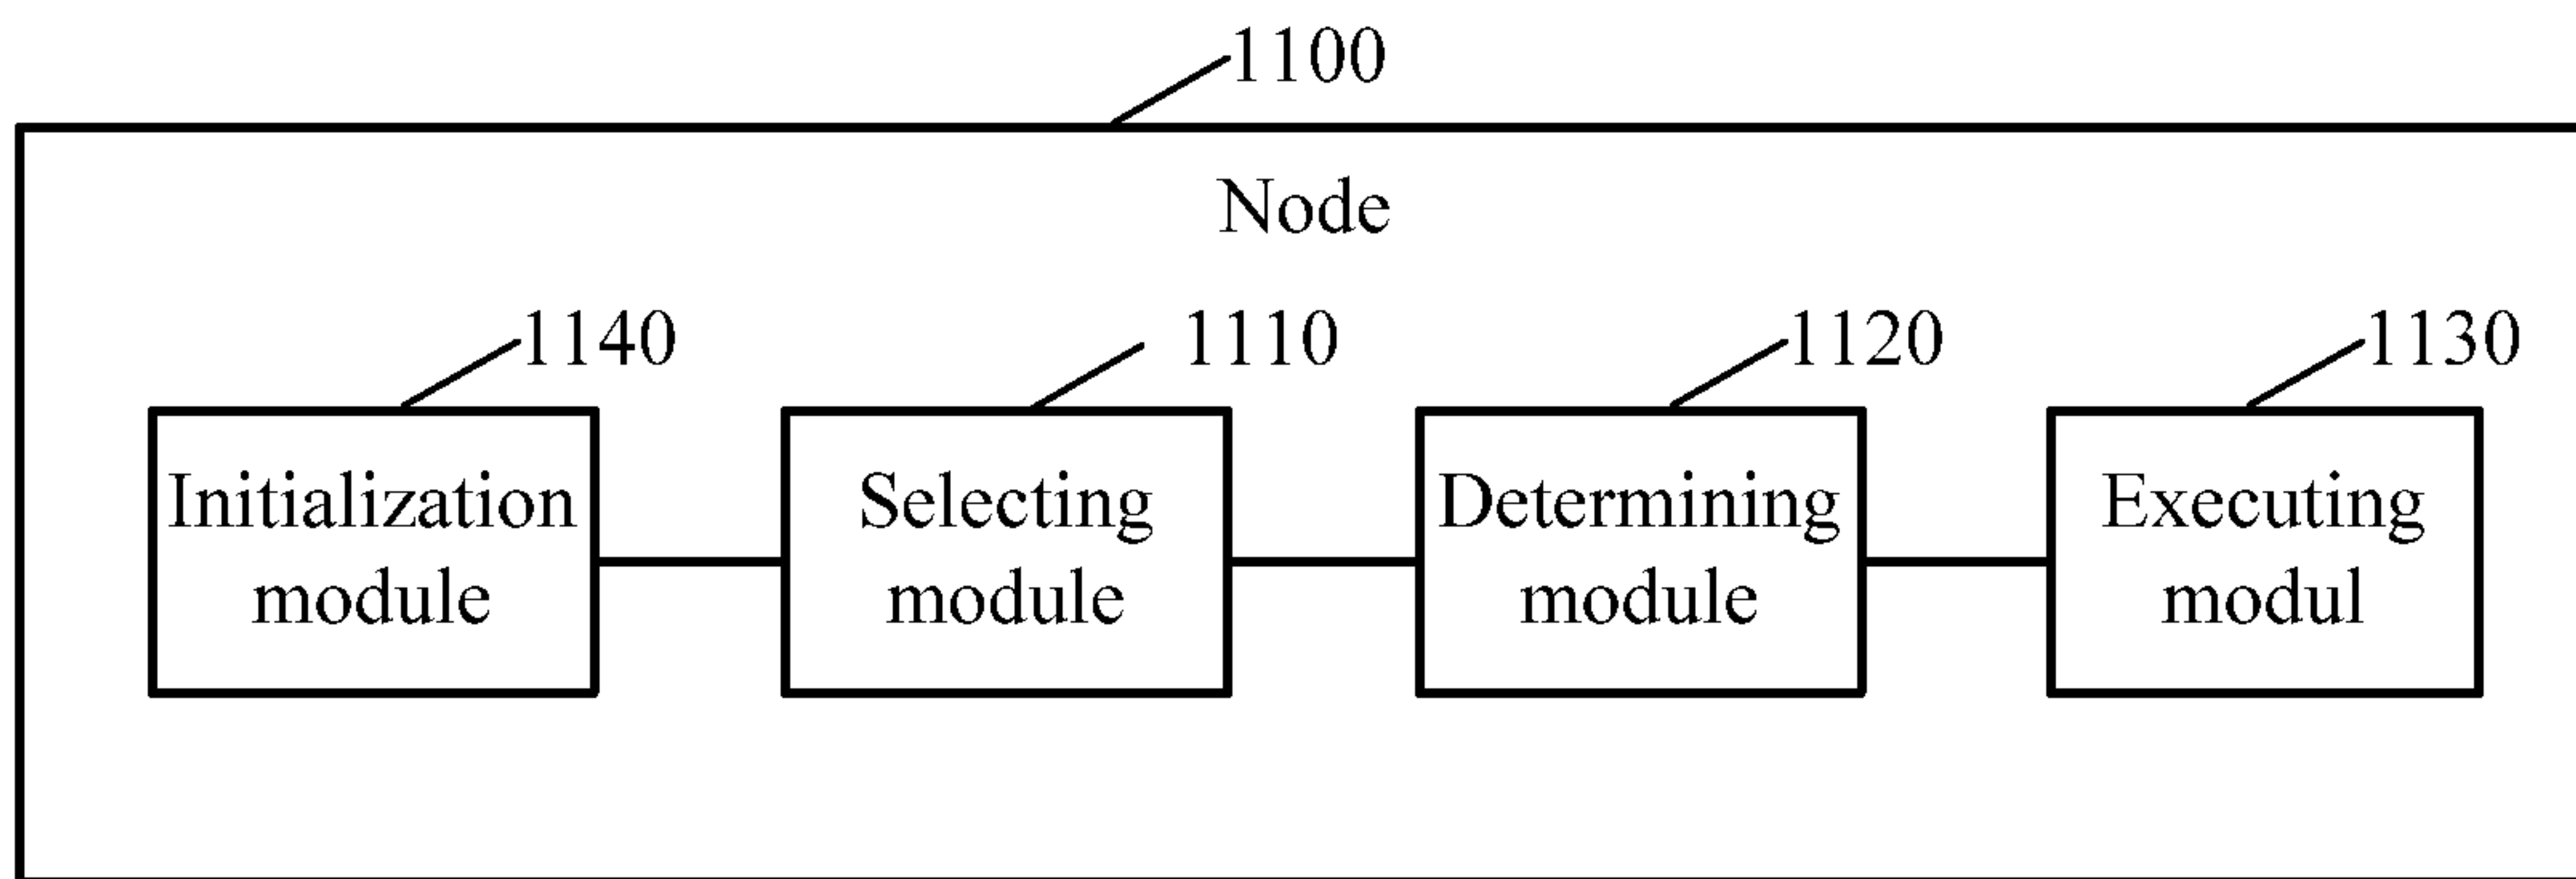 1100
Node
1140
1110
1120
1130
Initialization
module
Selecting
module
Determining
module
Executing
modul